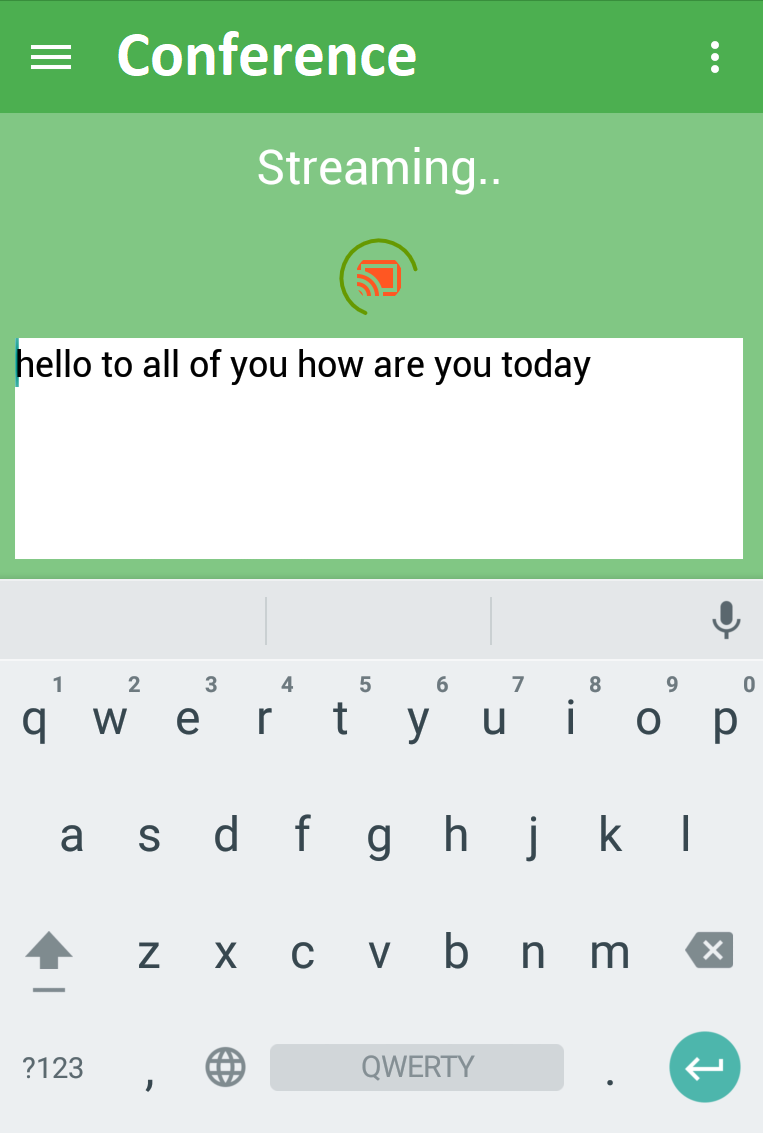 Conference
Streaming..
hello to all of you how are you today
1 2 3 4 5 6 7 8 9 0
q w e r t y u i o p
a s d f g h j k l
z x c v b n m
?123 , QWERTY .